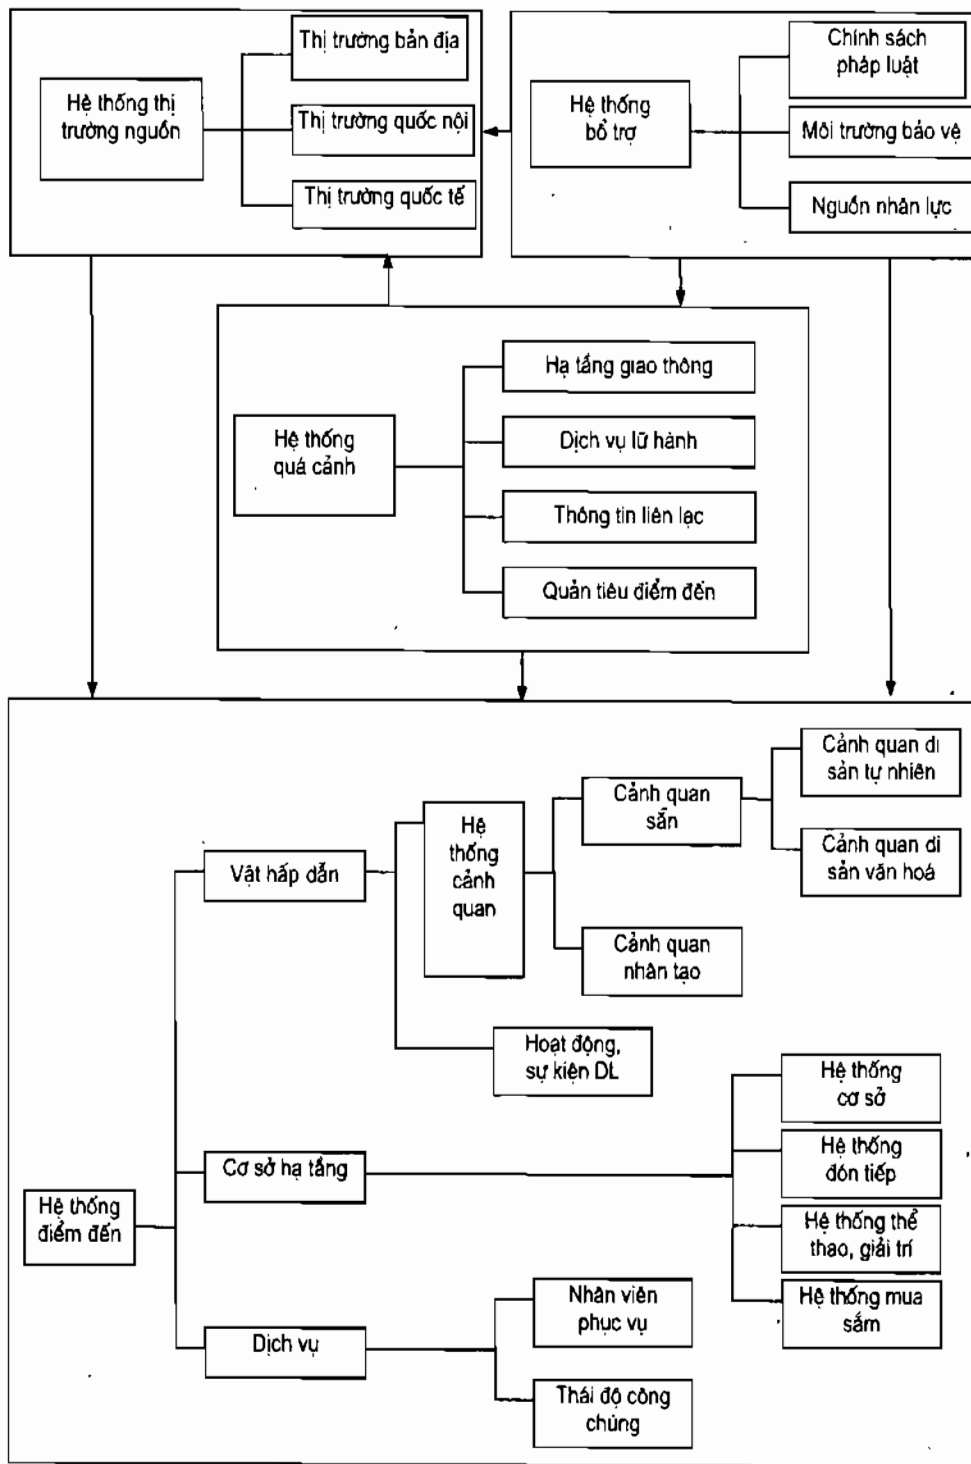 Hệ thống thị
trường nguồn
Thị trường bản địa
Thị trường quốc nội
Thị trường quốc tế
Hệ thống
bổ trợ
Chính sách
pháp luật
Môi trường bảo vệ
Nguồn nhân lực
Hệ thống
quá cảnh
Hạ tầng giao thông
Dịch vụ lữ hành
Thông tin liên lạc
Quản tiêu điểm đến
Hệ thống
điểm đến
Vật hấp dẫn
Hệ
thống
cảnh
quan
Cảnh quan
sẵn
Cảnh quan di
sản tự nhiên
Cảnh quan di
sản văn hoá
Cảnh quan
nhân tạo
Hoạt động,
sự kiện DL
Cơ sở hạ tầng
Hệ thống
cơ sở
Hệ thống
đón tiếp
Hệ thống thể
thao, giải trí
Hệ thống mua
sắm
Dịch vụ
Nhân viên
phục vụ
Thái độ công
chúng